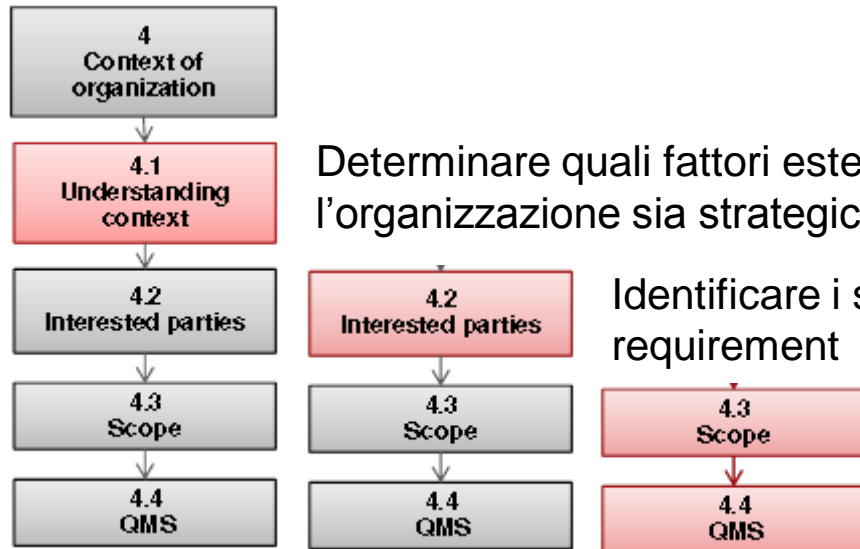 4
Context of
organization
4.1
Understanding
context
Determinare quali fattori
l'organizzazione sia
4.2
Interested parties
4.2
Interested parties
Identificare i
requirement
4.3
Scope
4.3
Scope
4.3
Scope
4.4
QMS
4.4
QMS
4.4
QMS